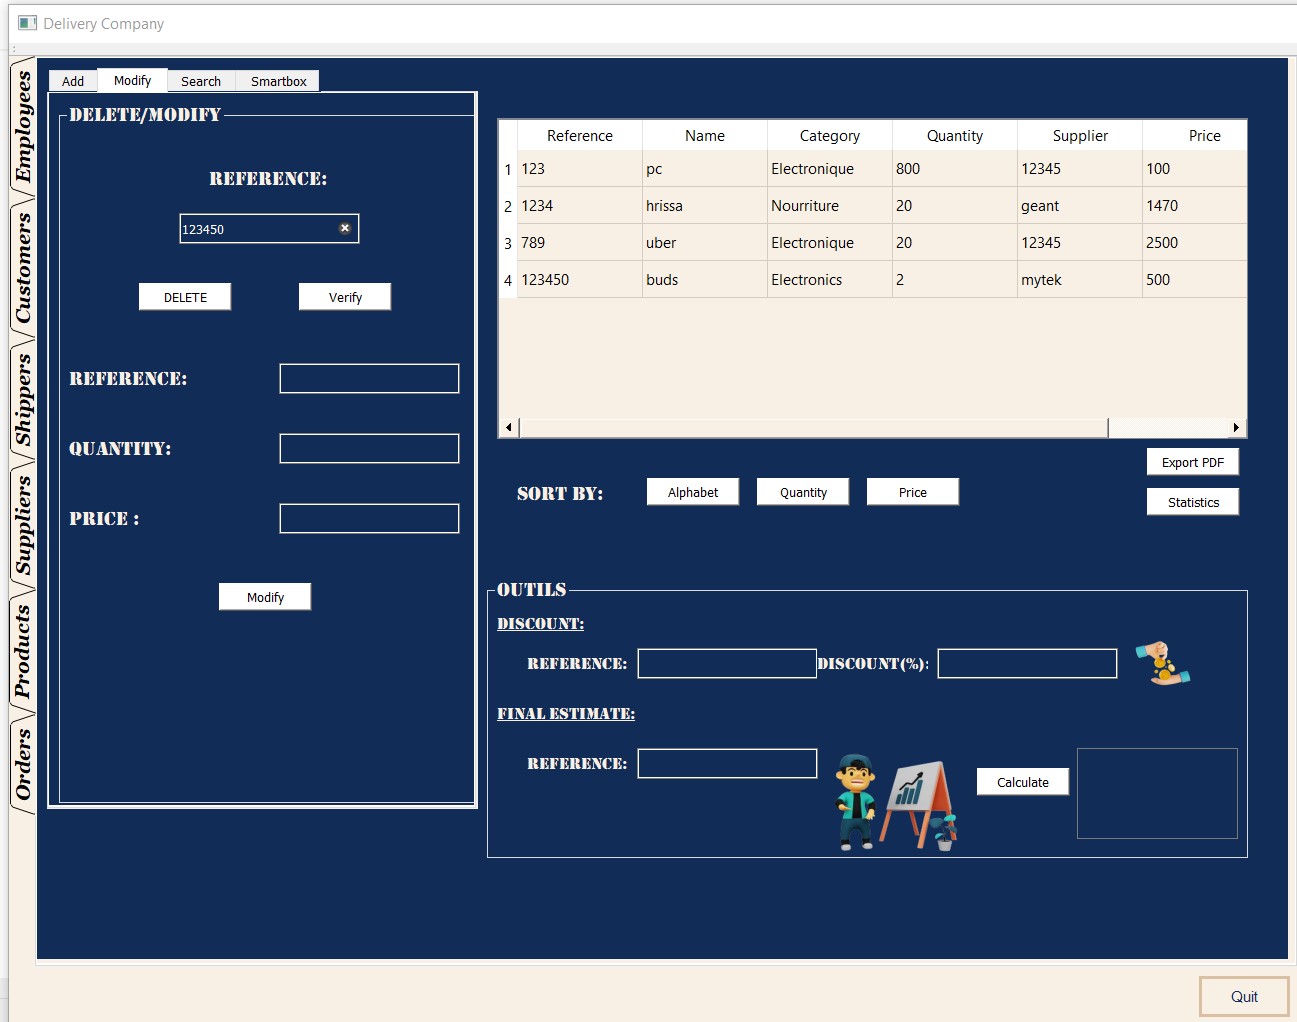 Delivery Company
Employees
Customers
Shippers
Suppliers
Products
Orders
Add Modify Search Smartbox
DELETE/MODIFY
REFERENCE:
123450
DELETE Verify
REFERENCE:
QUANTITY:
PRICE :
Modify
Reference Name Category Quantity Supplier Price
1 123 pc Electronique 800 12345 100
2 1234 hrissa Nourriture 20 geant 1470
3 789 uber Electronique 20 12345 2500
4 123450 buds Electronics 2 mytek 500
Export PDF
SORT BY: Alphabet Quantity Price
Statistics
OUTILS
DISCOUNT:
REFERENCE: DISCOUNT(%):
FINAL ESTIMATE:
REFERENCE:
Calculate
Quit